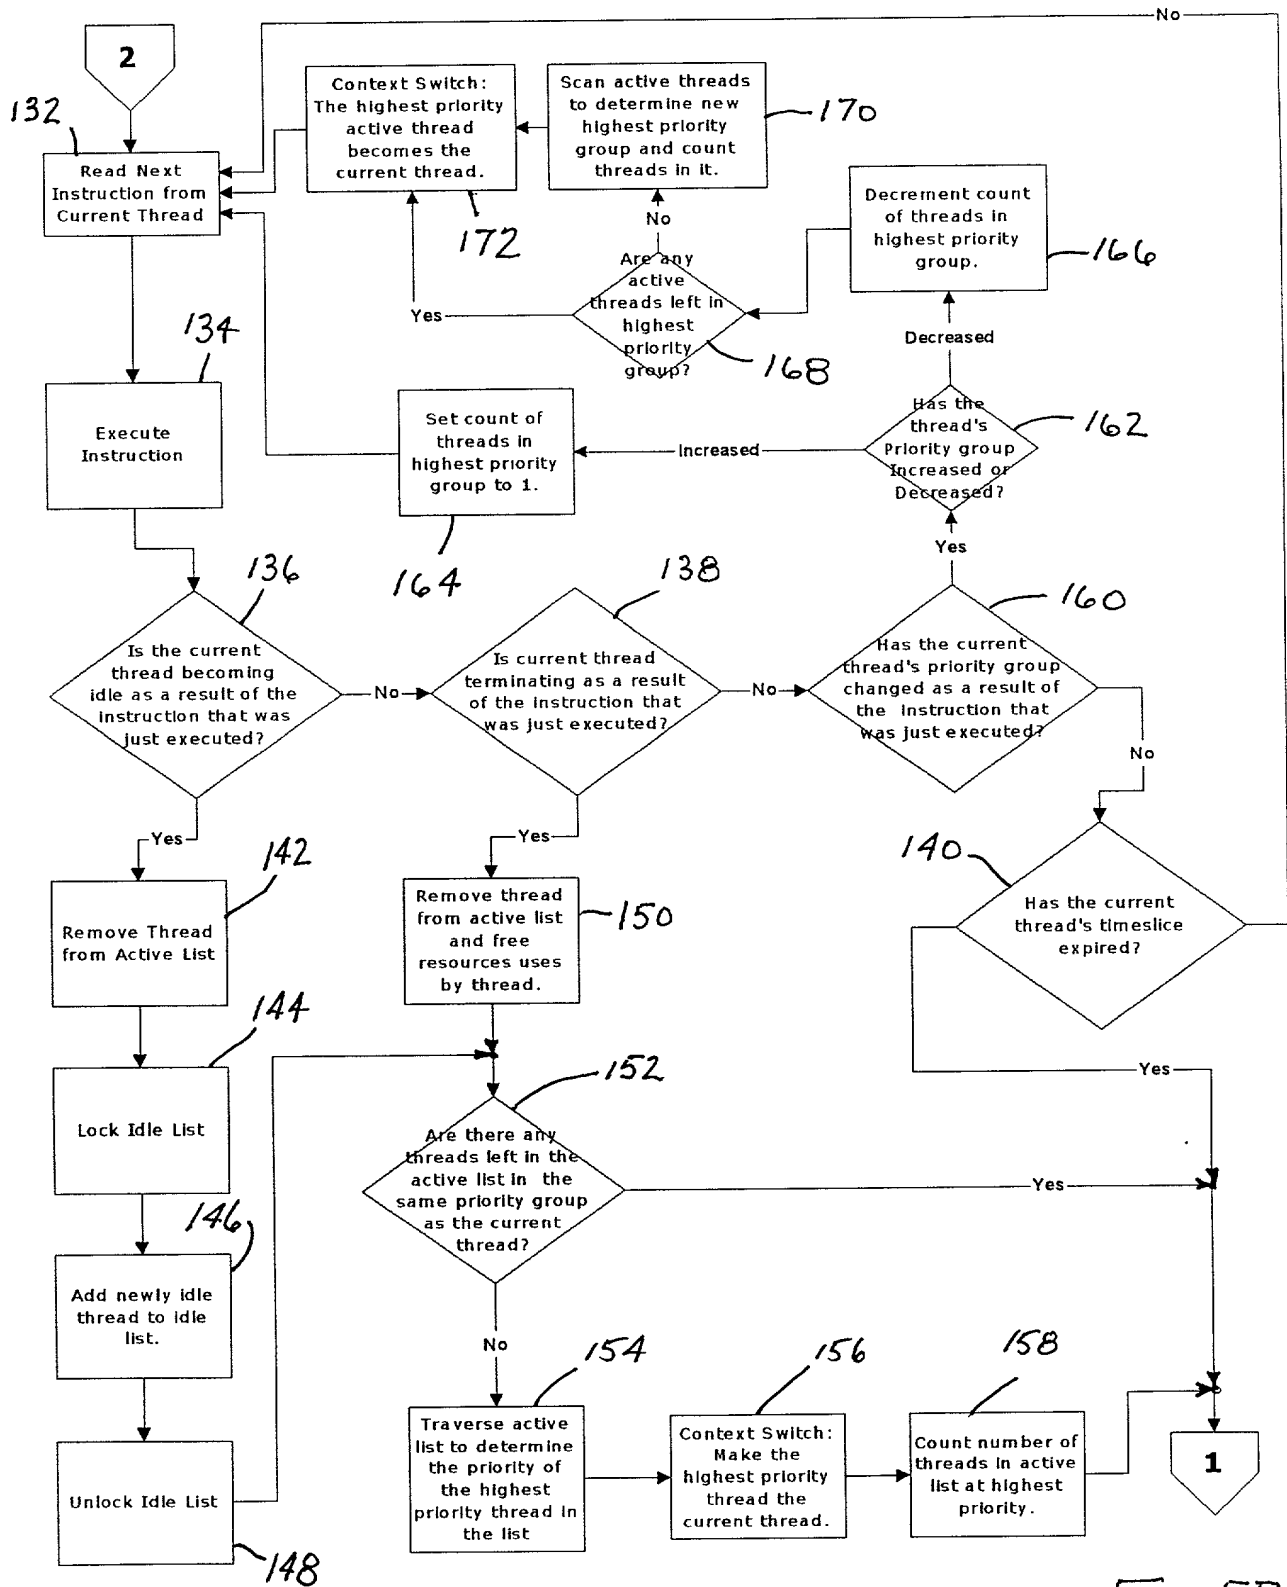 No
2
132
Read Next
Instruction from
Current Thread
Context Switch:
The highest priority
active thread
becomes the
current thread.
172
Scan active threads
to determine new
highest priority
group and count
threads in it.
170
No
Decrement count
of threads in
highest priority
group.
166
Are any
active
threads left in
highest
priority
group?
168
Yes
Decreased
134
Execute
Instruction
Set count of
threads in
highest priority
group to 1.
164
Increased
Has the
thread's
Priority group
Increased or
Decreased?
162
Yes
136
Is the current
thread becoming
idle as a result of the
instruction that was
just executed?
No
138
Is current thread
terminating as a result
of the instruction that
was just executed?
No
160
Has the current
thread's priority group
changed as a result of
the instruction that
was just executed?
No
Yes
142
Remove Thread
from Active List
Yes
Remove thread
from active list
and free
resources uses
by thread.
150
140
Has the current
thread's timeslice
expired?
Yes
144
Lock Idle List
152
Are there any
threads left in the
active list in the
same priority group
as the current
thread?
Yes
146
Add newly idle
thread to idle
list.
No
148
Unlock Idle List
154
Traverse active
list to determine
the priority of
the highest
priority thread in
the list
156
Context Switch:
Make the
highest priority
thread the
current thread.
158
Count number of
threads in active
list at highest
priority.
1